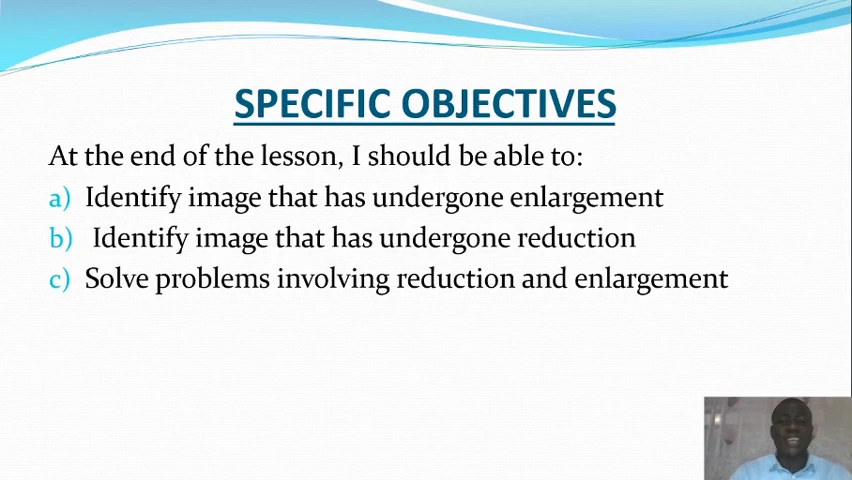 SPECIFIC OBJECTIVES
At the end of the lesson, I should be able to:
a) Identify image that has undergone enlargement
b) Identify image that has undergone reduction
c) Solve problems involving reduction and enlargement